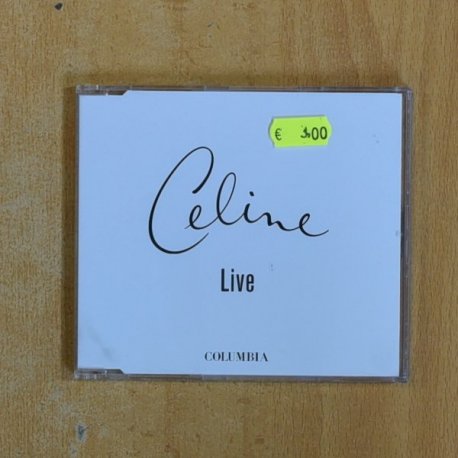 € 3,00
Celine
Live
COLUMBIA